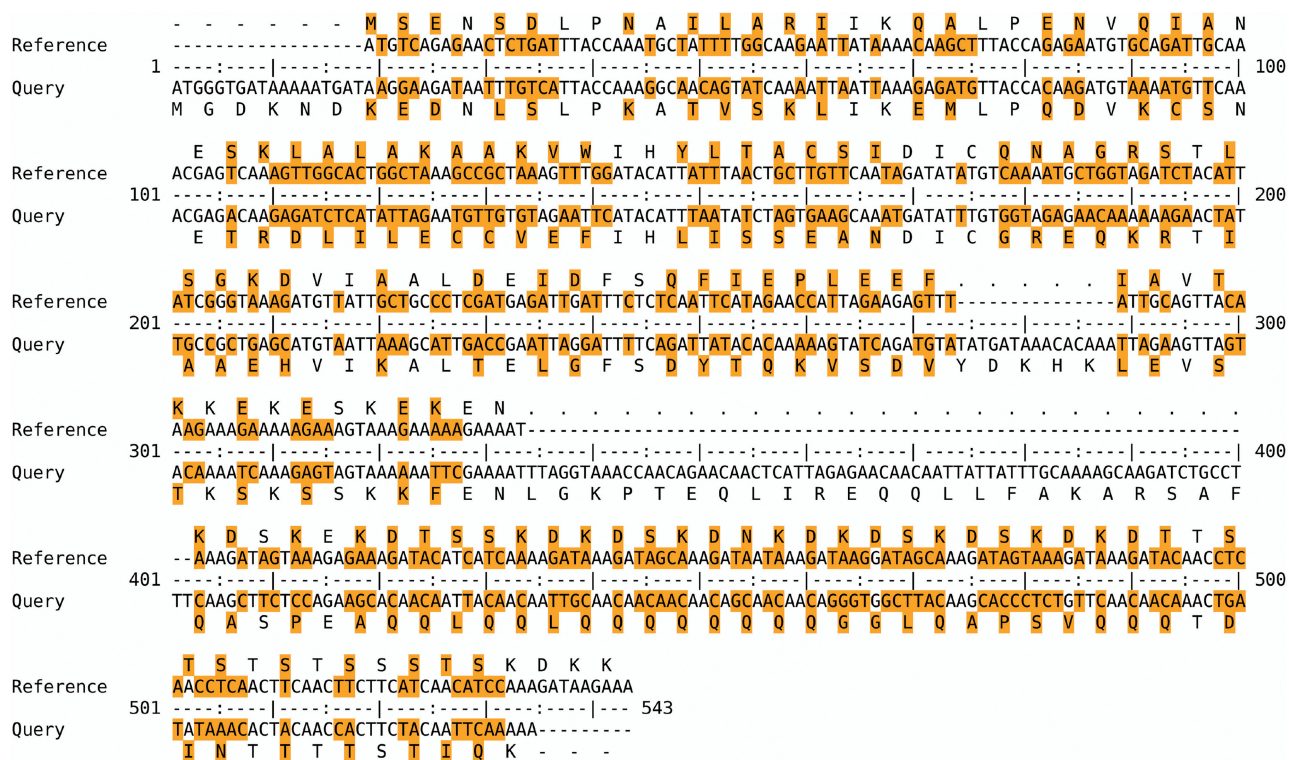 - - - - - - M S E N S D L P N A I L A R I I K Q A L P E N V Q I A N
Reference ------------------ATGTCAGAGAACTCTGATTTACCAAATGCTATTTTGGCAAGAATTATAAAACAAGCTTTACCAGAGAATGTGCAGATTGCAA
1 ----:----|----:----|----:----|----:----|----:----|----:----|----:----|----:----|----:----|----:----| 100
Query ATGGGTGATAAAAATGATAAGGAAGATAATTTGTCATTACCAAAGGCAACAGTATCAAAATTAATTAAAGAGATGTTACCACAAGATGTAAAATGTTCAA
M G D K N D K E D N L S L P K A T V S K L I K E M L P Q D V K C S N
E S K L A L A K A A K V W I H Y L T A C S I D I C Q N A G R S T L
Reference ACGAGTCAAAGTTGGCACTGGCTAAAGCCGCTAAAGTTTGGATACATTATTTAACTGCTTGTTCAATAGATATATGTCAAAATGCTGGTAGATCTACATT
101 ----:----|----:----|----:----|----:----|----:----|----:----|----:----|----:----|----:----|----:----| 200
Query ACGAGACAAGAGATCTCATATTAGAATGTTGTGTAGAATTCATACATTTAATATCTAGTGAAGCAAATGATATTTGTGGTAGAGAACAAAAAAGAACTAT
E T R D L I L E C C V E F I H L I S S E A N D I C G R E Q K R T I
S G K D V I A A L D E I D F S Q F I E P L E E F . . . . . I A V T
Reference ATCGGGTAAAGATGTTATTGCTGCCCTCGATGAGATTGATTTCTCTCAATTCATAGAACCATTAGAAGAGTTT---------------ATTGCAGTTACA
201 ----:----|----:----|----:----|----:----|----:----|----:----|----:----|----:----|----:----|----:----| 300
Query TGCCGCTGAGCATGTAATTAAAGCATTGACCGAATTAGGATTTTCAGATTATACACAAAAAGTATCAGATGTATATGATAAACACAAATTAGAAGTTAGT
A A E H V I K A L T E L G F S D Y T Q K V S D V Y D K H K L E V S
K K E K E S K E K E N . . . . . . . . . . . . . . . . . . . . . . .
Reference AAGAAAGAAAAAGAAAGTAAAGAAAAAGAAAAT-------------------------------------------------------------------
301 ----:----|----:----|----:----|----:----|----:----|----:----|----:----|----:----|----:----|----:----| 400
Query ACAAAATCAAAGAGTAGTAAAAAATTCGAAAATTTAGGTAAACCAACAGAACAACTCATTAGAGAACAACAATTATTATTTGCAAAAGCAAGATCTGCCT
T K S K S S K K F E N L G K P T E Q L I R E Q Q L L F A K A R S A F
K D S K E K D T S S K D K D S K D N K D K D S K D S K D K D T T S
Reference --AAAGATAGTAAAGAGAAAGATACATCATCAAAAGATAAAGATAGCAAAGATAATAAAGATAAGGATAGCAAAGATAGTAAAGATAAAGATACAACCTC
401 ----:----|----:----|----:----|----:----|----:----|----:----|----:----|----:----|----:----|----:----| 500
Query TTCAAGCTTCTCCAGAAGCACAACAATTACAACAATTGCAACAACAACAACAGCAACAACAGGGTGGCTTACAAGCACCCTCTGTTCAACAACAAACTGA
Q A S P E A Q Q L Q Q L Q Q Q Q Q Q Q Q G G L Q A P S V Q Q Q T D
T S T S T S S S T S K D K K
Reference AACCTCAACTTCAACTTCTTCATCAACATCCAAAGATAAGAAA
501 ----:----|----:----|----:----|----:----|--- 543
Query TATAAACACTACAACCACTTCTACAATTCAAAAA---------
I N T T T T S T I Q K - - -